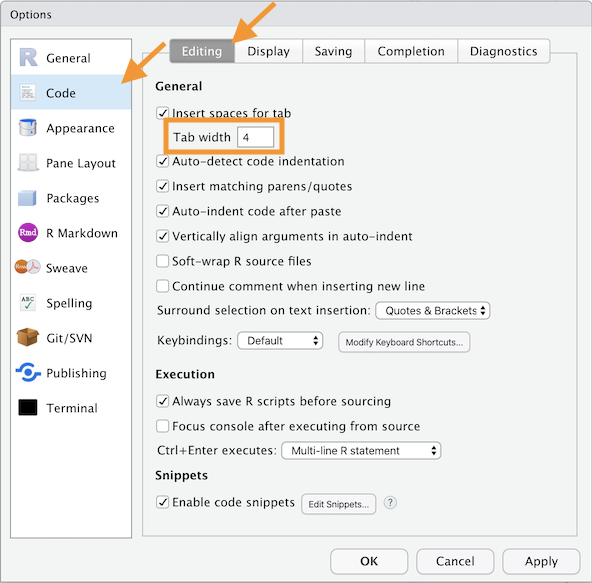 Options
R General
Code
Appearance
Pane Layout
Packages
Rmd R Markdown
Rnw Sweave
ABC Spelling
Git/SVN
Publishing
Terminal
Editing Display Saving Completion Diagnostics
General
Insert spaces for tab
Tab width 4
Auto-detect code indentation
Insert matching parens/quotes
Auto-indent code after paste
Vertically align arguments in auto-indent
Soft-wrap R source files
Continue comment when inserting new line
Surround selection on text insertion: Quotes & Brackets
Keybindings: Default Modify Keyboard Shortcuts...
Execution
Always save R scripts before sourcing
Focus console after executing from source
Ctrl+Enter executes: Multi-line R statement
Snippets
Enable code snippets Edit Snippets... ?
OK Cancel Apply